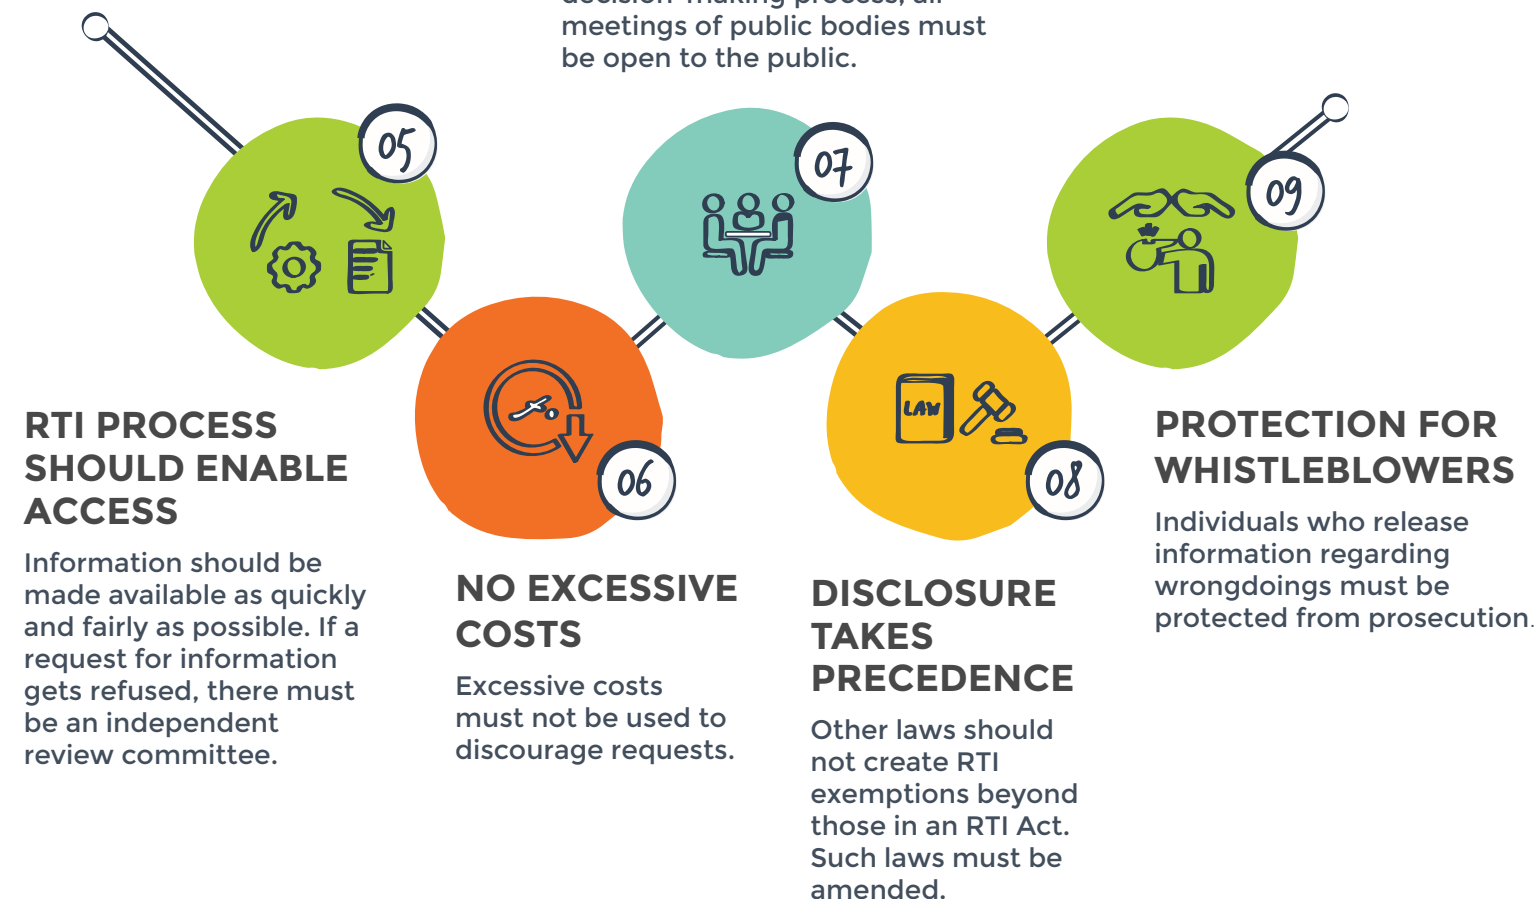 decision-making process, all
meetings of public bodies must
be open to the public.
05
07
09
LAW
06
08
RTI PROCESS
SHOULD ENABLE
ACCESS
Information should be
made available as quickly
and fairly as possible. If a
request for information
gets refused, there must
be an independent
review committee.
NO EXCESSIVE
COSTS
Excessive costs
must not be used to
discourage requests.
DISCLOSURE
TAKES
PRECEDENCE
Other laws should
not create RTI
exemptions beyond
those in an RTI Act.
Such laws must be
amended.
PROTECTION FOR
WHISTLEBLOWERS
Individuals who release
information regarding
wrongdoings must be
protected from prosecution.